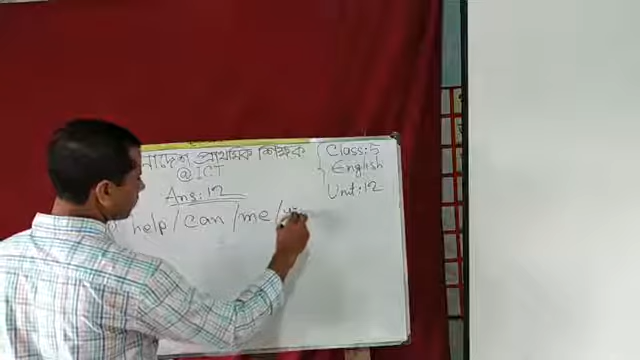 প্রাথমিক শিক্ষক
@ICT
Ans: 12
help / can / me /
Class: 5
English
Unit: 12